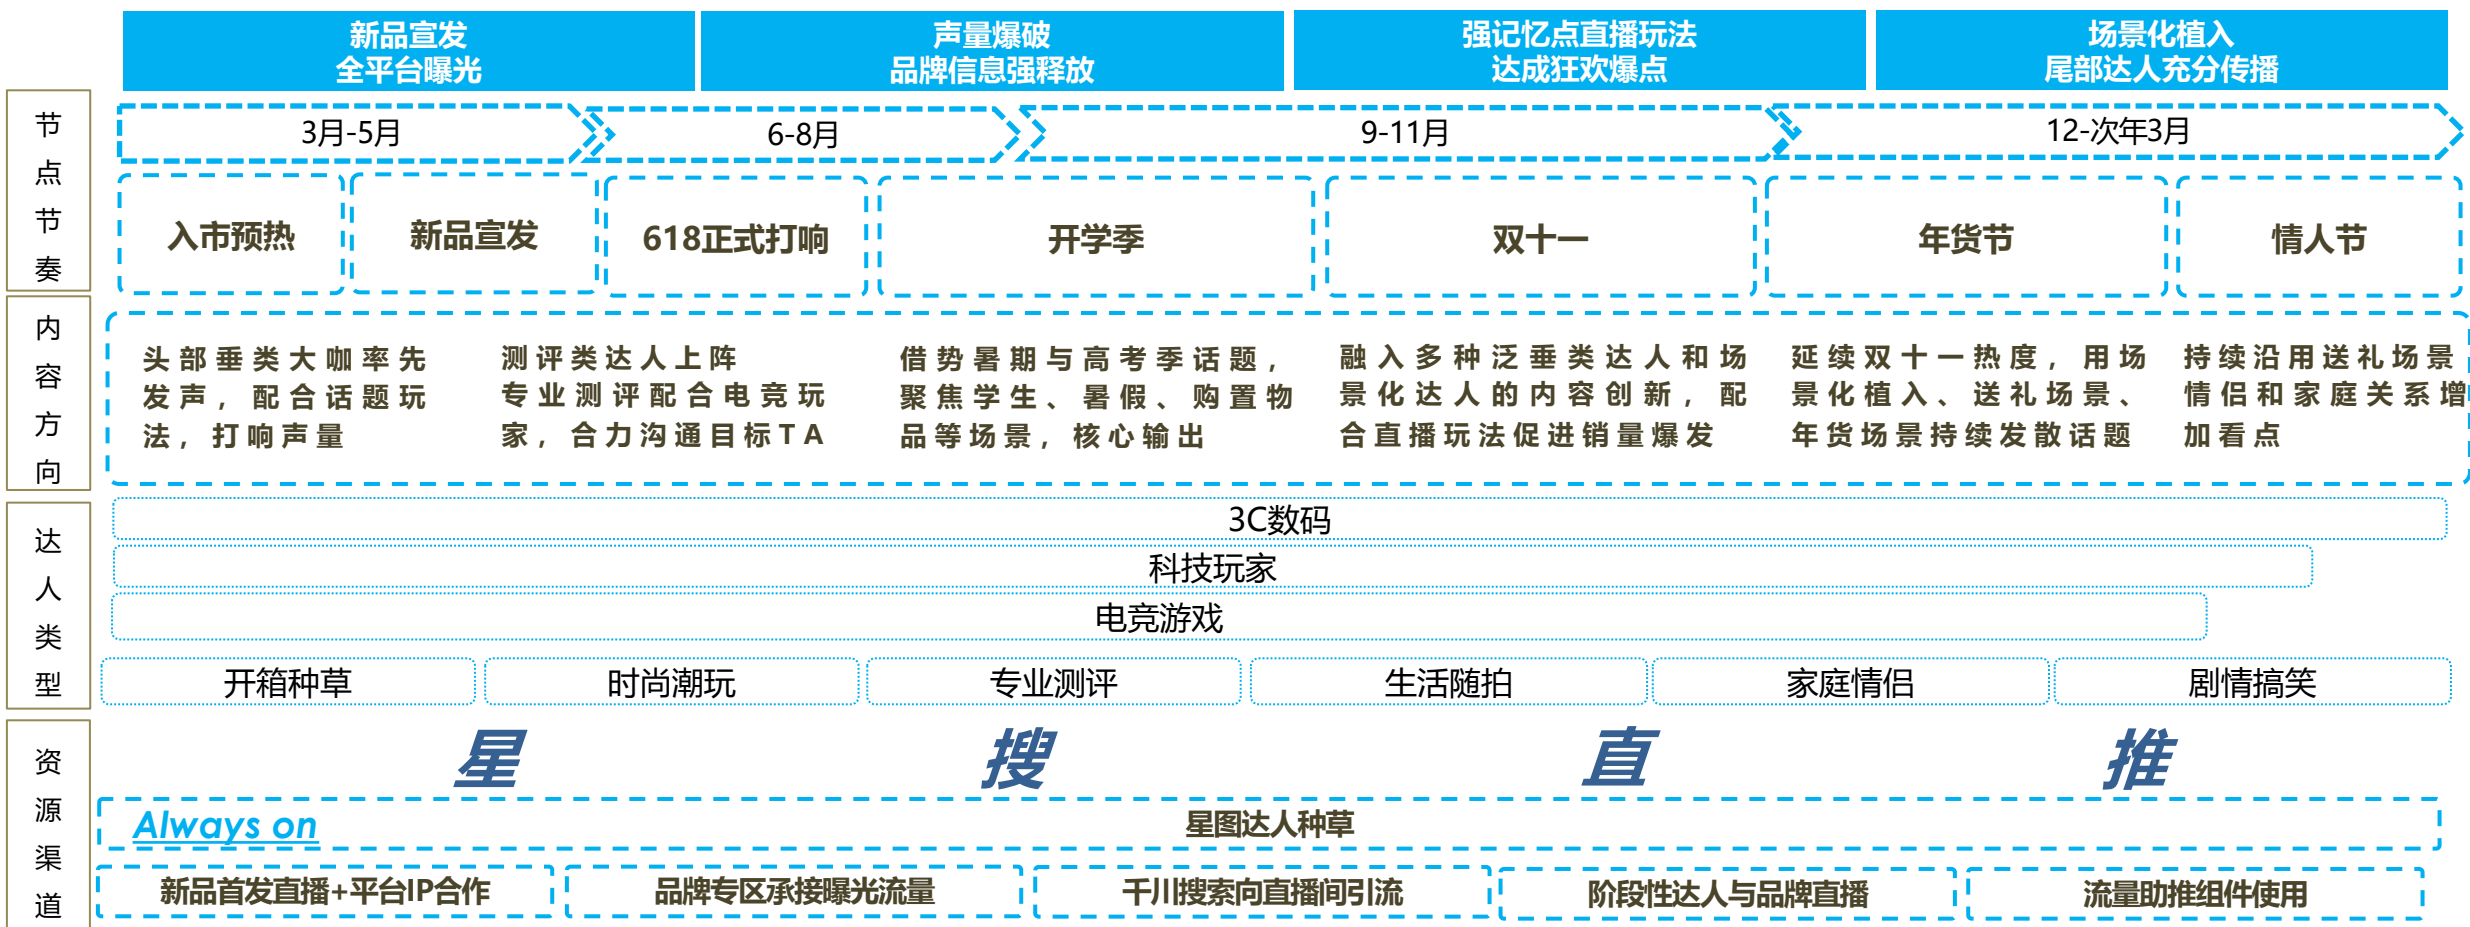 新品宣发
全平台曝光
声量爆破
品牌信息强释放
强记忆点直播玩法
达成狂欢爆点
场景化植入
尾部达人充分传播
节点节奏
3月-5月
6-8月
9-11月
12-次年3月
入市预热
新品宣发
618正式打响
开学季
双十一
年货节
情人节
内容方向
头部垂类大咖率先
发声，配合话题玩
法，打响声量
测评类达人上阵
专业测评配合电竞玩
家，合力沟通目标TA
借势暑期与高考季话题，
聚焦学生、暑假、购置物
品等场景，核心输出
融入多种泛垂类达人和场
景化达人的内容创新，配
合直播玩法促进销量爆发
延续双十一热度，用场
景化植入、送礼场景、
年货场景持续发散话题
持续沿用送礼场景
情侣和家庭关系增
加看点
达人类型
3C数码
科技玩家
电竞游戏
开箱种草
时尚潮玩
专业测评
生活随拍
家庭情侣
剧情搞笑
资源渠道
星
搜
直
推
Always on
星图达人种草
新品首发直播+平台IP合作
品牌专区承接曝光流量
千川搜索向直播间引流
阶段性达人与品牌直播
流量助推组件使用